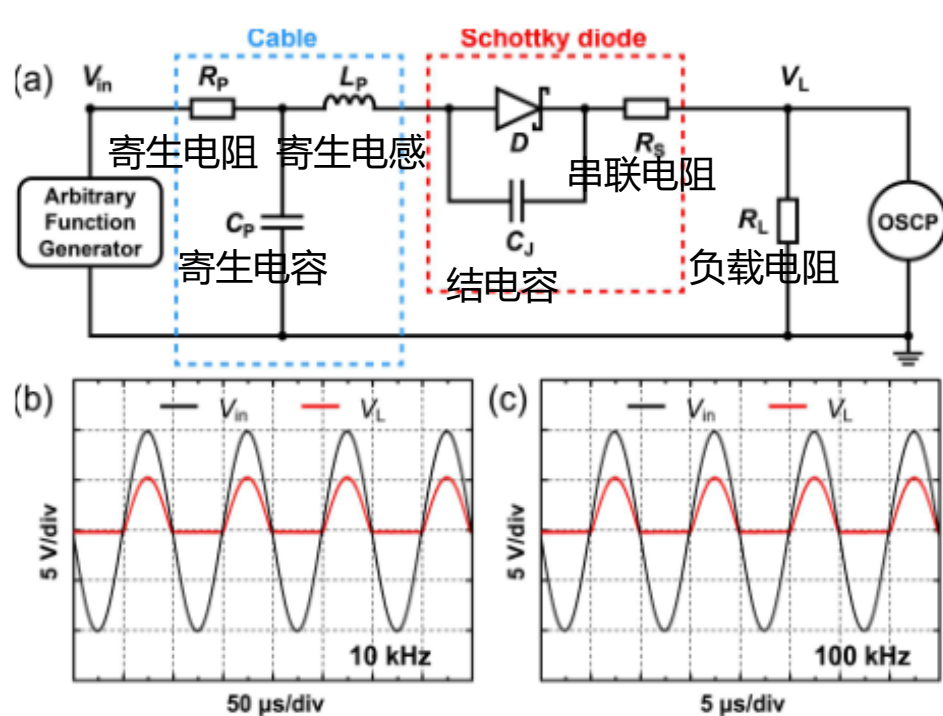 Cable
Schottky diode
(a)
Vin
RP
LP
VL
D
RS
寄生电阻
寄生电感
串联电阻
Arbitrary
Function
Generator
CP
CJ
RL
OSCP
寄生电容
结电容
负载电阻
(b)
Vin
VL
5 V/div
10 kHz
50 μs/div
(c)
Vin
VL
5 V/div
100 kHz
5 μs/div